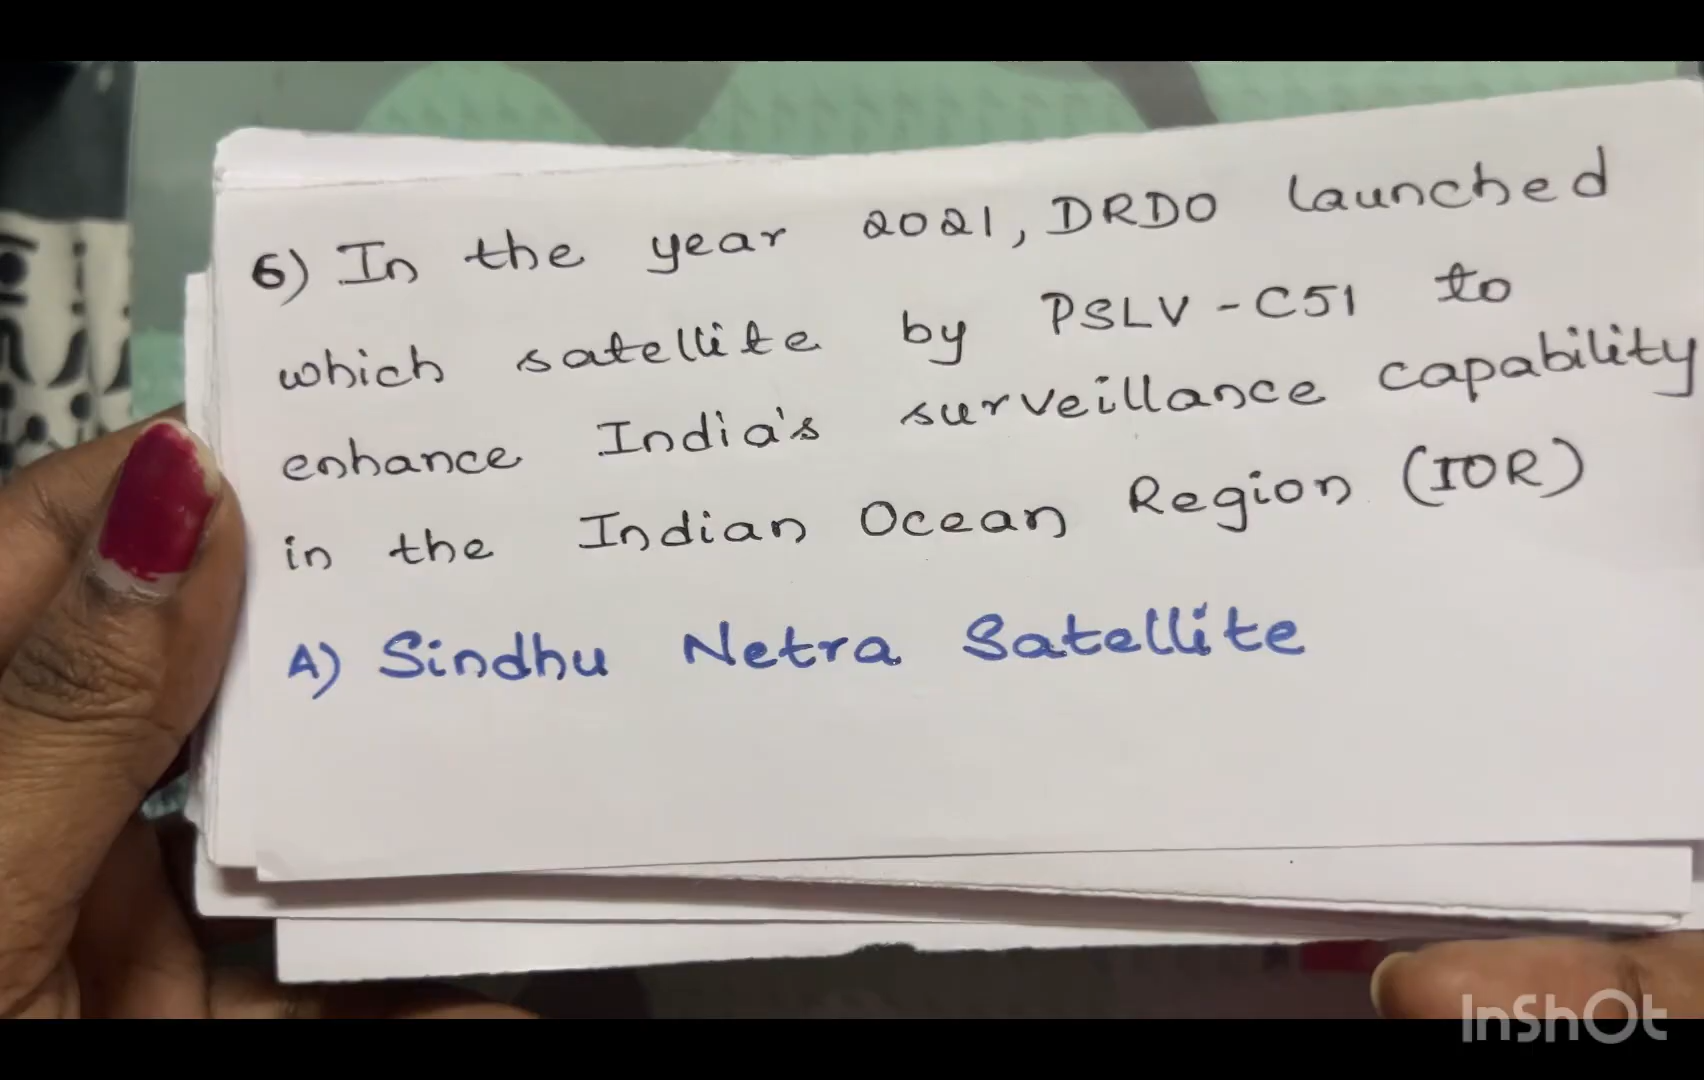 6) In the year 2021, DRDO launched
which satellite by PSLV - C51 to
enhance India's surveillance capability
in the Indian Ocean Region (IOR)
A) Sindhu Netra Satellite
InShOt